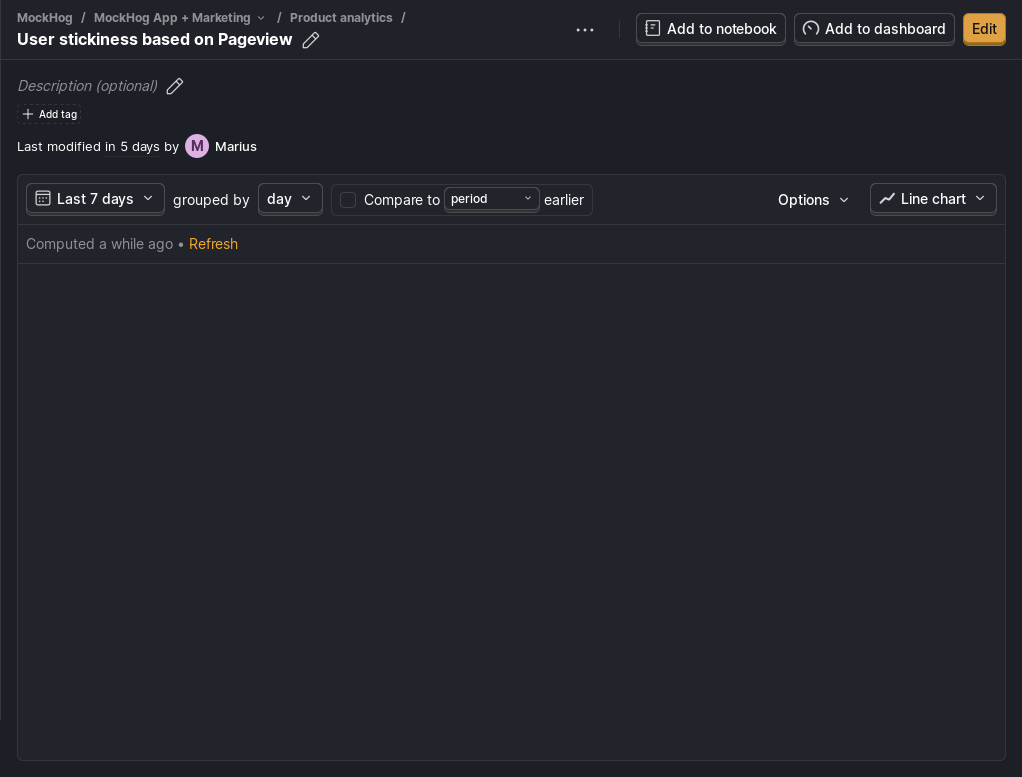 MockHog / MockHog App + Marketing / Product analytics /
User stickiness based on Pageview
Add to notebook
Add to dashboard
Edit
Description (optional)
Add tag
Last modified in 5 days by M Marius
Last 7 days grouped by day Compare to period earlier Options Line chart
Computed a while ago • Refresh